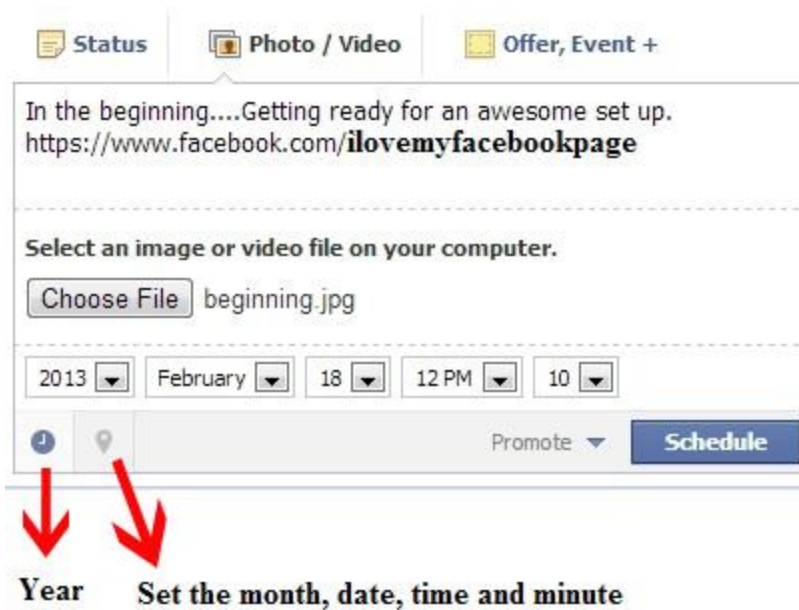 Status Photo / Video Offer, Event +
In the beginning....Getting ready for an awesome set up.
https://www.facebook.com/ilovemyfacebookpage
Select an image or video file on your computer.
Choose File beginning.jpg
2013 February 18 12 PM 10
Promote Schedule
Year Set the month, date, time and minute